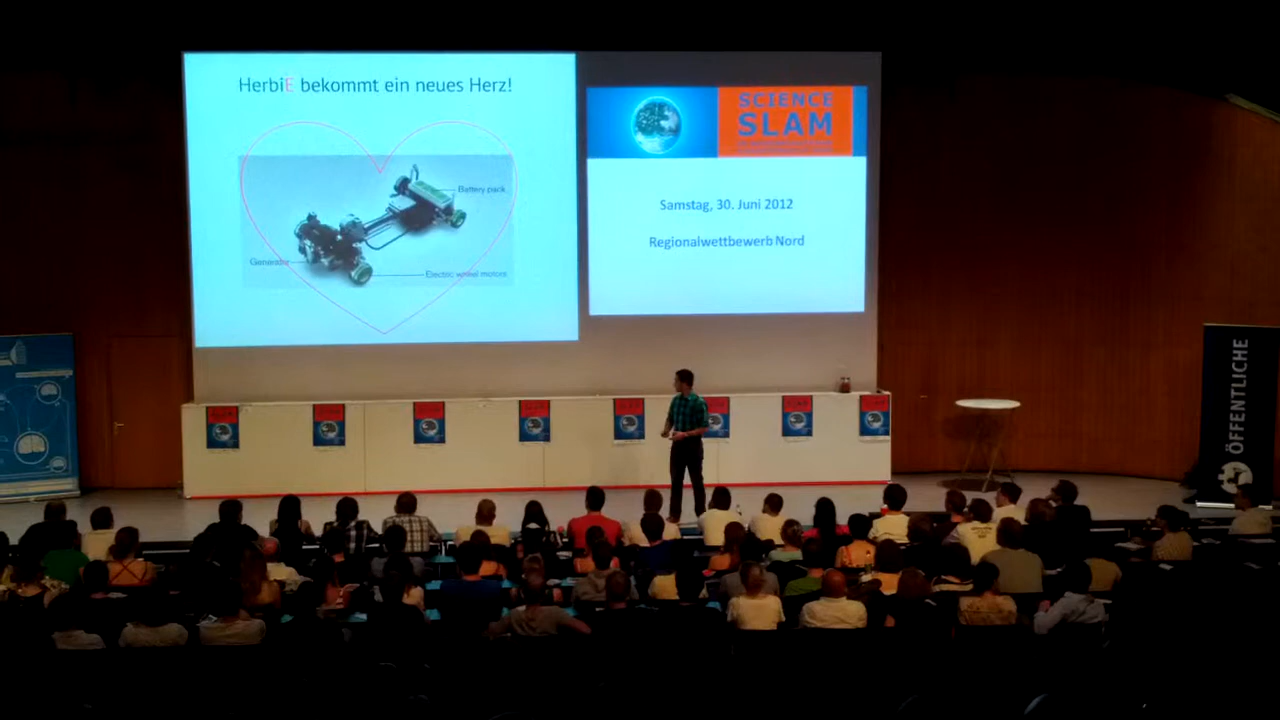 HerbiE bekommt ein neues Herz!
Battery pack
Generator
Electric wheel motors
SCIENCE
SLAM
Samstag, 30. Juni 2012
Regionalwettbewerb Nord
ÖFFENTLICHE